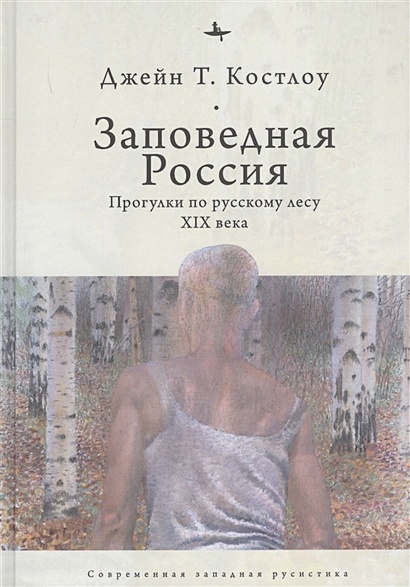 Джейн Т. Костлоу
Заповедная
Россия
Прогулки по русскому лесу
XIX века
Современная западная русистика